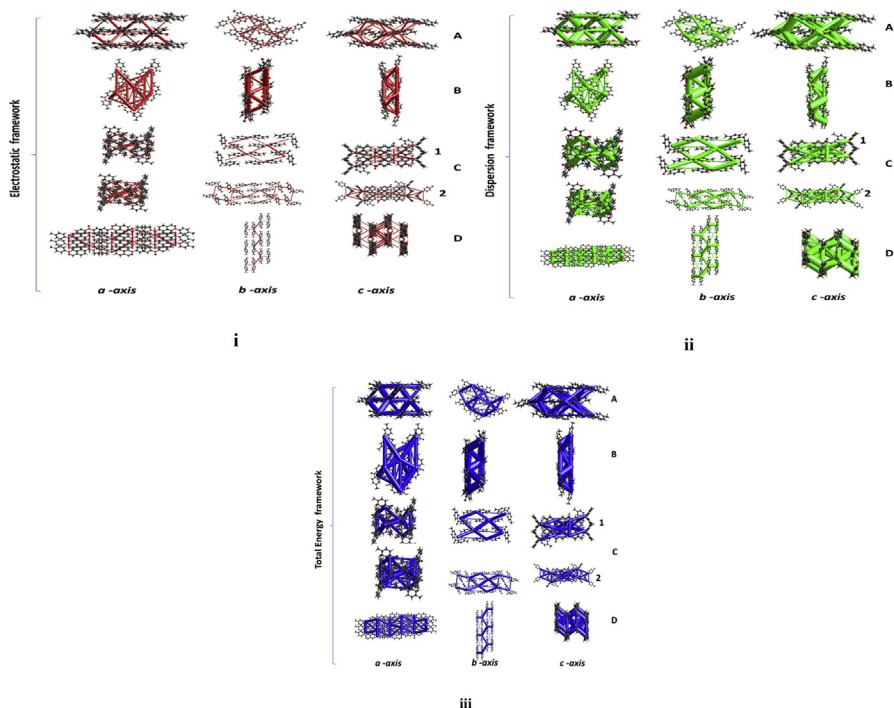 Electrostatic framework
A
B
1
C
2
D
a -axis b -axis c -axis
i
Dispersion framework
A
B
1
C
2
D
a -axis b -axis c -axis
ii
Total Energy framework
A
B
1
C
2
D
a -axis b -axis c -axis
iii